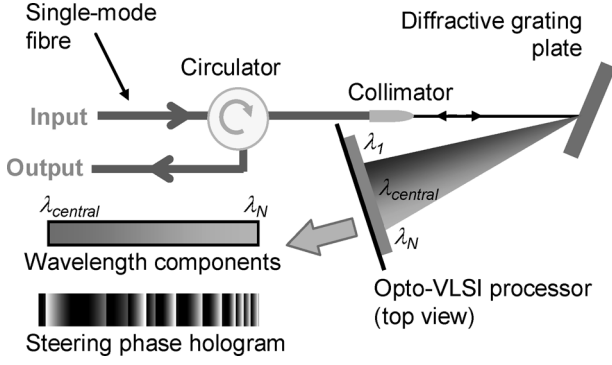 Single-mode
fibre
Diffractive grating
plate
Circulator
Collimator
Input
Output
λ1
λcentral
λN
λcentral
λN
Wavelength components
Opto-VLSI processor
(top view)
Steering phase hologram